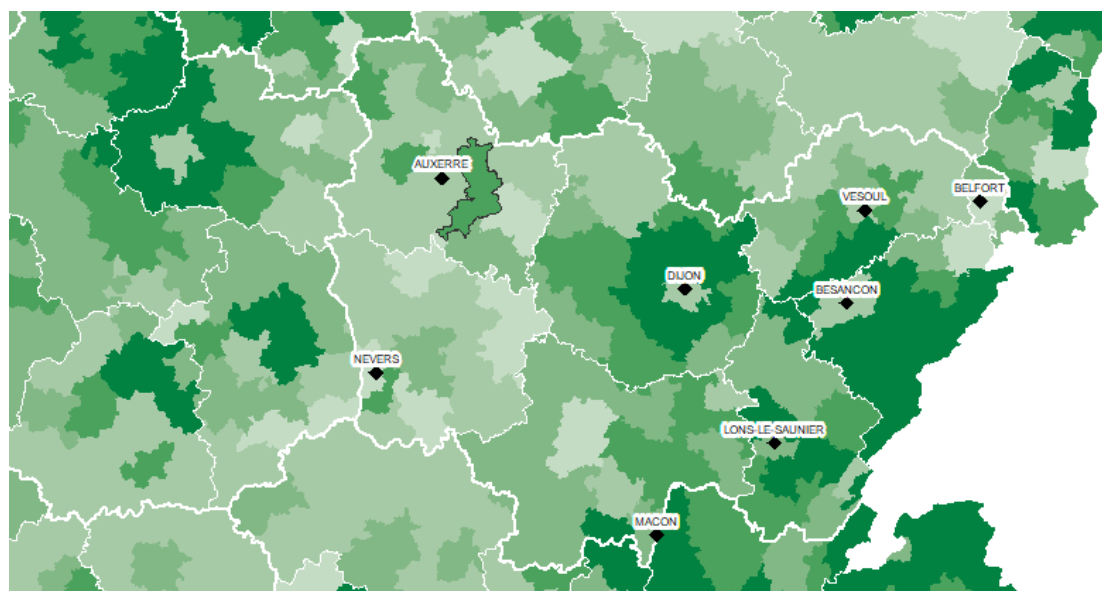 AUXERRE
BELFORT
VESOUL
DIJON
BESANCON
NEVERS
LONS-LE-SAUNIER
MACON